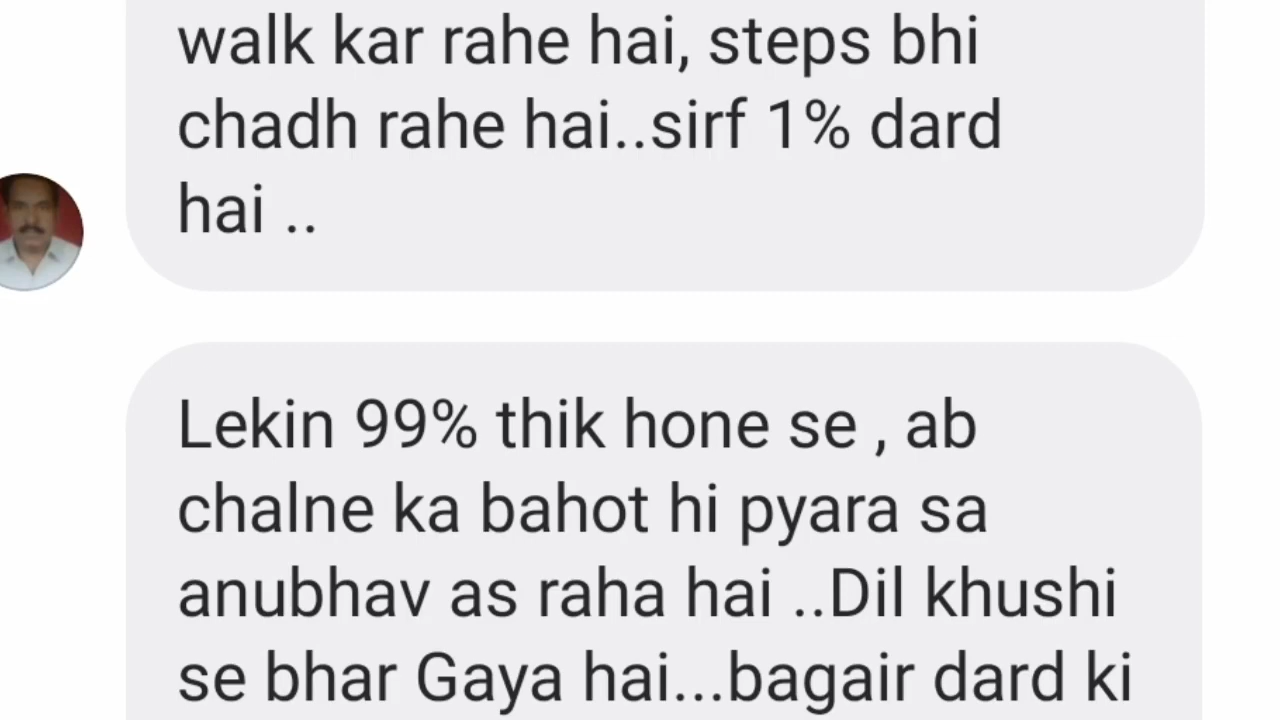 walk kar rahe hai, steps bhi
chadh rahe hai..sirf 1% dard
hai ..
Lekin 99% thik hone se , ab
chalne ka bahot hi pyara sa
anubhav as raha hai ..Dil khushi
se bhar Gaya hai...bagair dard ki